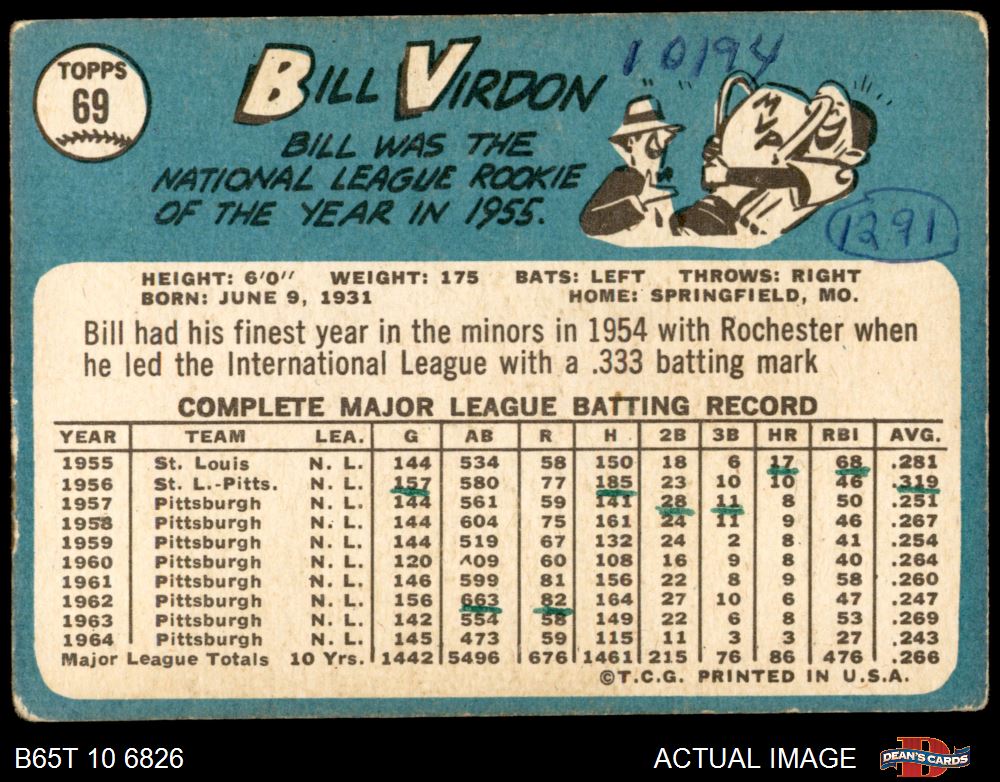 TOPPS
69
BILL VIRDON
10194
BILL WAS THE
NATIONAL LEAGUE ROOKIE
OF THE YEAR IN 1955.
MVP
1291
HEIGHT: 6'0" WEIGHT: 175 BATS: LEFT THROWS: RIGHT
BORN: JUNE 9, 1931 HOME: SPRINGFIELD, MO.
Bill had his finest year in the minors in 1954 with Rochester when
he led the International League with a .333 batting mark
COMPLETE MAJOR LEAGUE BATTING RECORD
YEAR TEAM LEA. G AB R H 2B 3B HR RBI AVG.
1955 St. Louis N. L. 144 534 58 150 18 6 17 68 .281
1956 St. L.-Pitts. N. L. 157 580 77 185 23 10 10 46 .319
1957 Pittsburgh N. L. 144 561 59 141 28 11 8 50 .251
1958 Pittsburgh N. L. 144 604 75 161 24 11 9 46 .267
1959 Pittsburgh N. L. 144 519 67 132 24 2 8 41 .254
1960 Pittsburgh N. L. 120 409 60 108 16 9 8 40 .264
1961 Pittsburgh N. L. 146 599 81 156 22 8 9 58 .260
1962 Pittsburgh N. L. 156 663 82 164 27 10 6 47 .247
1963 Pittsburgh N. L. 142 554 58 149 22 6 8 53 .269
1964 Pittsburgh N. L. 145 473 59 115 11 3 3 27 .243
Major League Totals 10 Yrs. 1442 5496 676 1461 215 76 86 476 .266
©T.C.G. PRINTED IN U.S.A.
B65T 10 6826 ACTUAL IMAGE DEAN'S CARDS